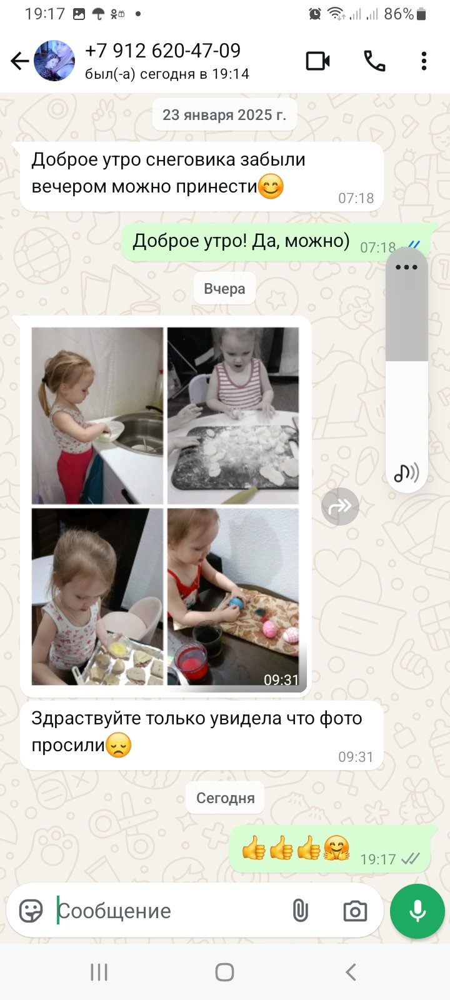 19:17 86%
+7 912 620-47-09
был(-а) сегодня в 19:14
23 января 2025 г.
Доброе утро снеговика забыли
вечером можно принести😊
07:18
Доброе утро! Да, можно)
07:18
Вчера
09:31
Здраствуйте только увидела что фото
просили😞
09:31
Сегодня
👍👍👍🤗
19:17
Сообщение